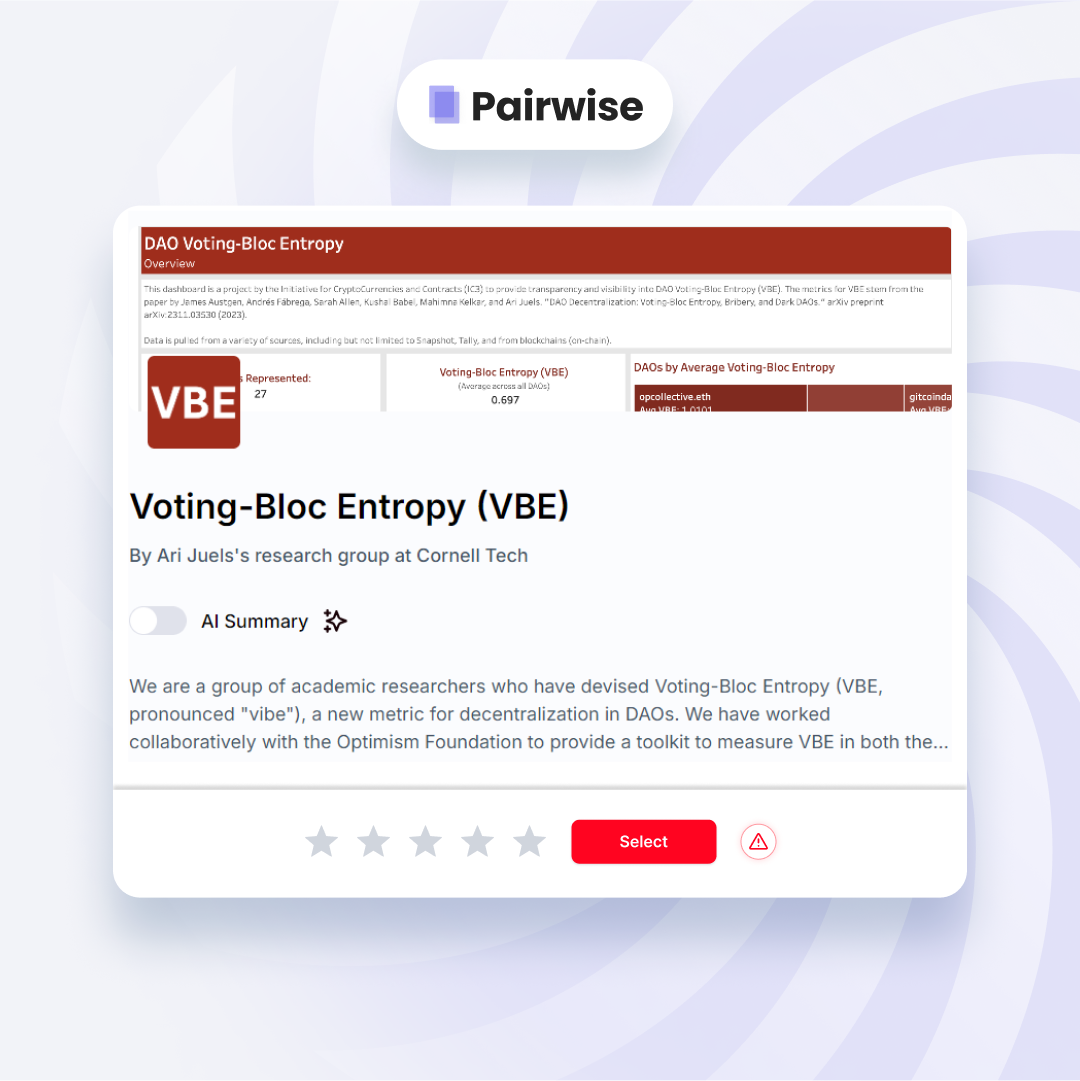 Pairwise
DAO Voting-Bloc Entropy
Overview
This dashboard is a project by the Initiative for CryptoCurrencies and Contracts (IC3) to provide transparency and visibility into DAO Voting-Bloc Entropy (VBE). The metrics for VBE stem from the
paper by James Austgen, Andrés Fábrega, Sarah Allen, Kushal Babel, Mahimna Kelkar, and Ari Juels. "DAO Decentralization: Voting-Bloc Entropy, Bribery, and Dark DAOs." arXiv preprint
arXiv:2311.03530 (2023).
Data is pulled from a variety of sources, including but not limited to Snapshot, Tally, and from blockchains (on-chain).
s Represented:
27
Voting-Bloc Entropy (VBE)
(Average across all DAOs)
0.697
DAOs by Average Voting-Bloc Entropy
opcollective.eth
Avg VBE: 1.0101
gitcoinda
Avg VBE:
VBE
Voting-Bloc Entropy (VBE)
By Ari Juels's research group at Cornell Tech
AI Summary
We are a group of academic researchers who have devised Voting-Bloc Entropy (VBE,
pronounced "vibe"), a new metric for decentralization in DAOs. We have worked
collaboratively with the Optimism Foundation to provide a toolkit to measure VBE in both the...
Select